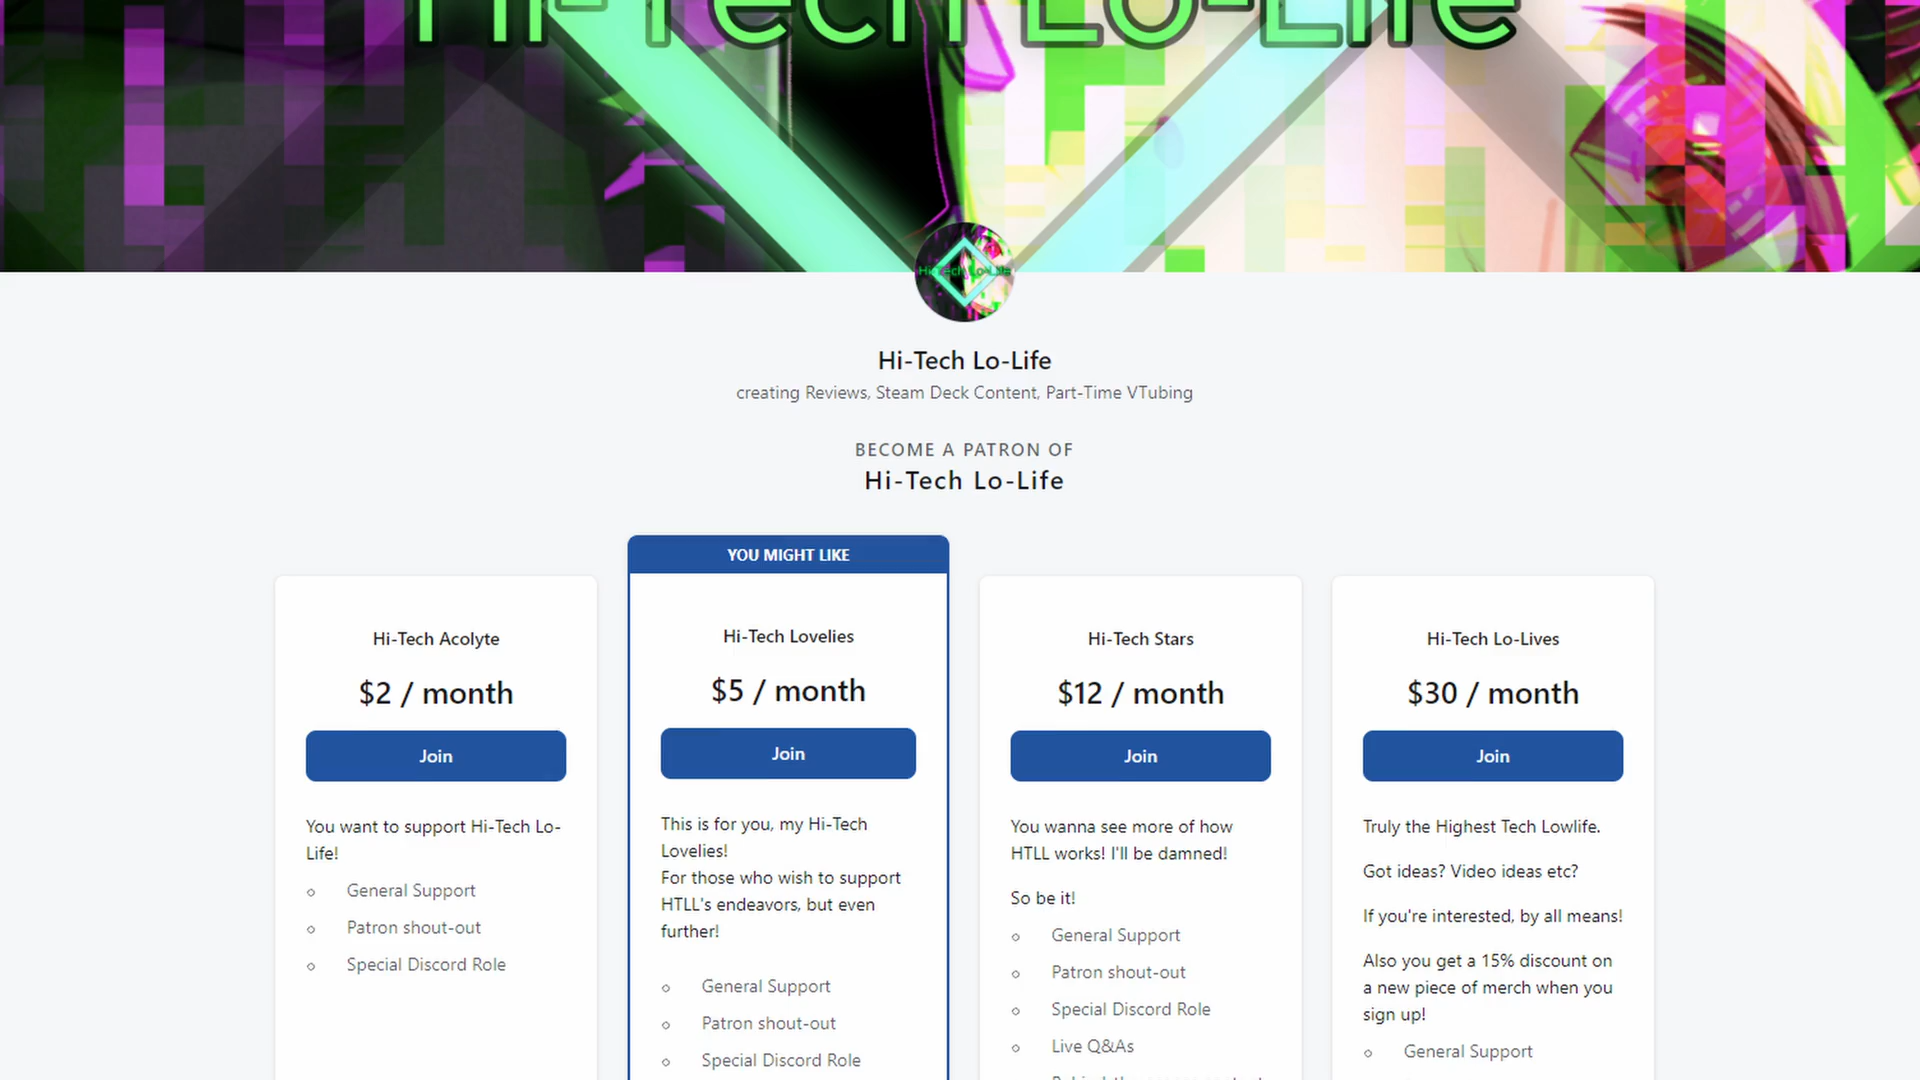 Hi-Tech Lo-Life
Hi-Tech Lo-Life
Hi-Tech Lo-Life
creating Reviews, Steam Deck Content, Part-Time VTubing
BECOME A PATRON OF
Hi-Tech Lo-Life
YOU MIGHT LIKE
Hi-Tech Acolyte
$2 / month
Join
You want to support Hi-Tech Lo-
Life!
General Support
Patron shout-out
Special Discord Role
Hi-Tech Lovelies
$5 / month
Join
This is for you, my Hi-Tech
Lovelies!
For those who wish to support
HTLL's endeavors, but even
further!
General Support
Patron shout-out
Special Discord Role
Hi-Tech Stars
$12 / month
Join
You wanna see more of how
HTLL works! I'll be damned!
So be it!
General Support
Patron shout-out
Special Discord Role
Live Q&As
Hi-Tech Lo-Lives
$30 / month
Join
Truly the Highest Tech Lowlife.
Got ideas? Video ideas etc?
If you're interested, by all means!
Also you get a 15% discount on
a new piece of merch when you
sign up!
General Support